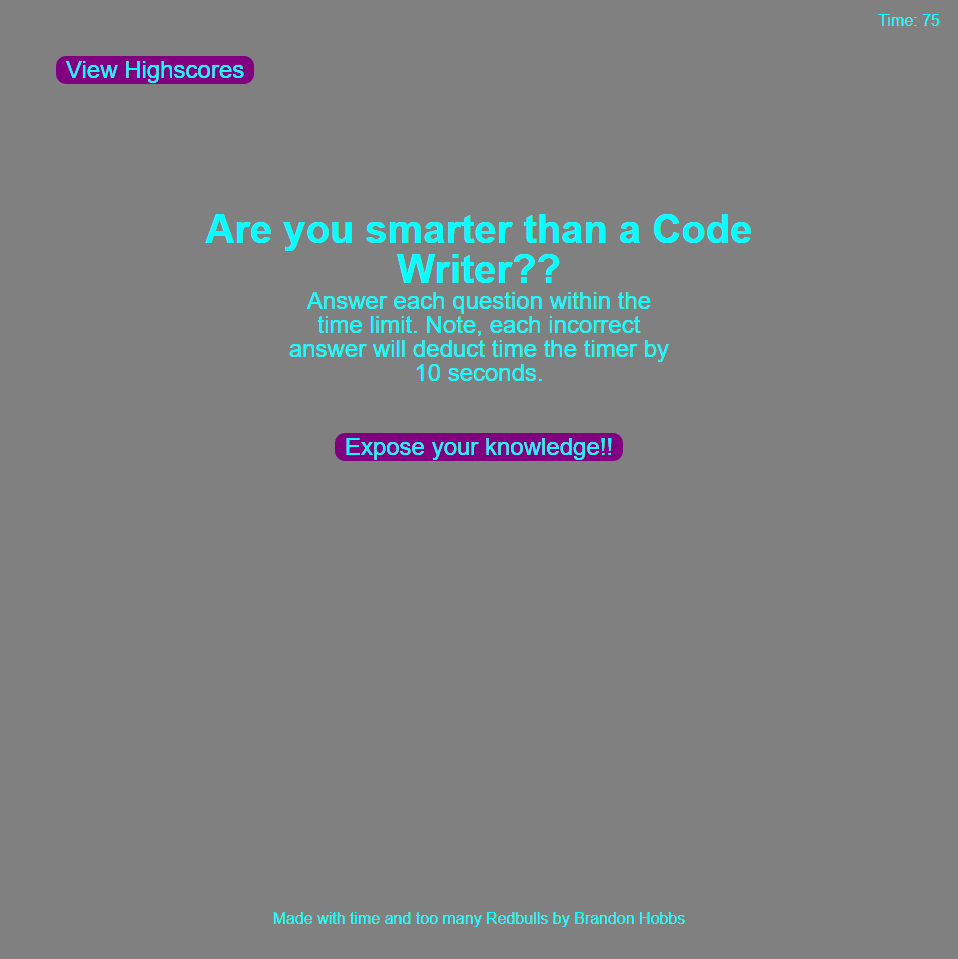 Time: 75
View Highscores
Are you smarter than a Code
Writer??
Answer each question within the
time limit. Note, each incorrect
answer will deduct time the timer by
10 seconds.
Expose your knowledge!!
Made with time and too many Redbulls by Brandon Hobbs